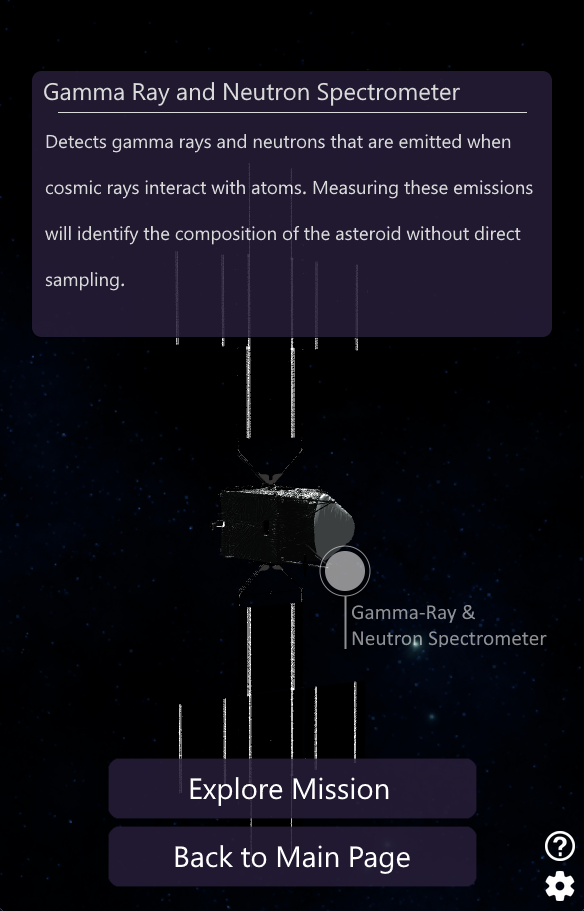 Gamma Ray and Neutron Spectrometer
Detects gamma rays and neutrons that are emitted when
cosmic rays interact with atoms. Measuring these emissions
will identify the composition of the asteroid without direct
sampling.
Gamma-Ray &
Neutron Spectrometer
Explore Mission
Back to Main Page
?